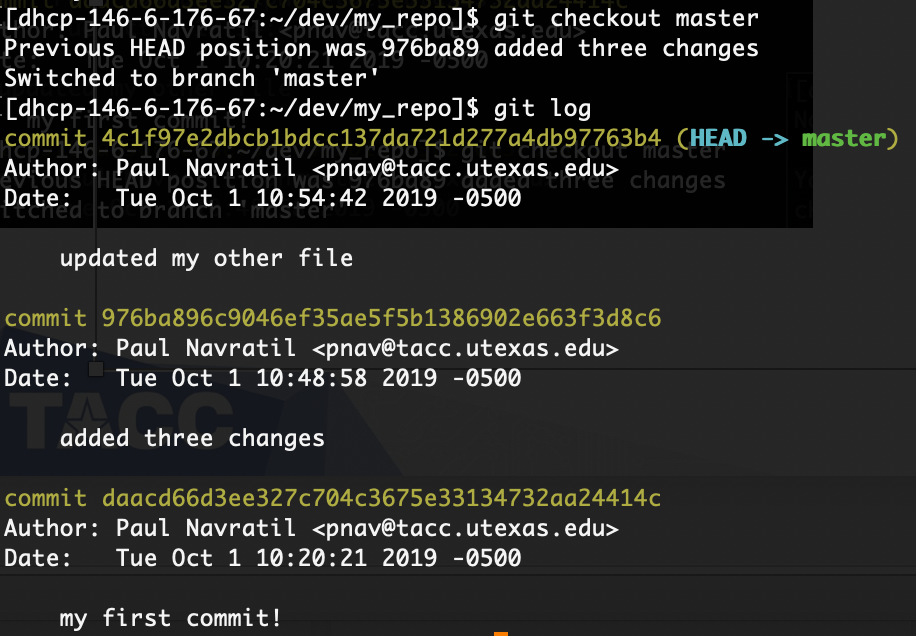 [dhcp-146-6-176-67:~/dev/my_repo]$ git checkout master
Previous HEAD position was 976ba89 added three changes
Switched to branch 'master'
[dhcp-146-6-176-67:~/dev/my_repo]$ git log
commit 4c1f97e2dbcb1bdcc137da721d277a4db97763b4 (HEAD -> master)
Author: Paul Navratil <pnav@tacc.utexas.edu>
Date:   Tue Oct 1 10:54:42 2019 -0500
updated my other file
commit 976ba896c9046ef35ae5f5b1386902e663f3d8c6
Author: Paul Navratil <pnav@tacc.utexas.edu>
Date:   Tue Oct 1 10:48:58 2019 -0500
TACC
added three changes
commit daacd66d3ee327c704c3675e33134732aa24414c
Author: Paul Navratil <pnav@tacc.utexas.edu>
Date:   Tue Oct 1 10:20:21 2019 -0500
my first commit!